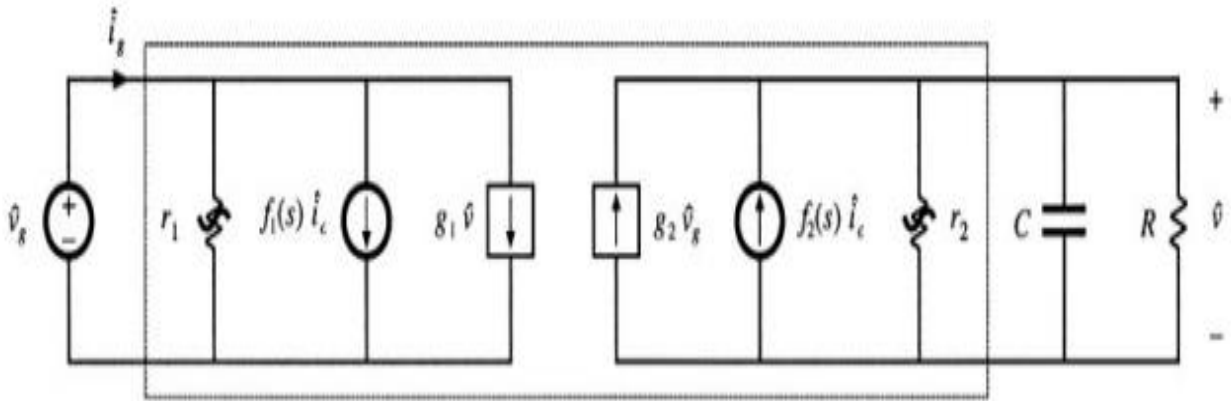 î_g
+
v̂_g
+
−
r_1
f_1(s) î_c
g_1 v̂
g_2 v̂_g
f_2(s) î_c
r_2
C
R
v̂
−